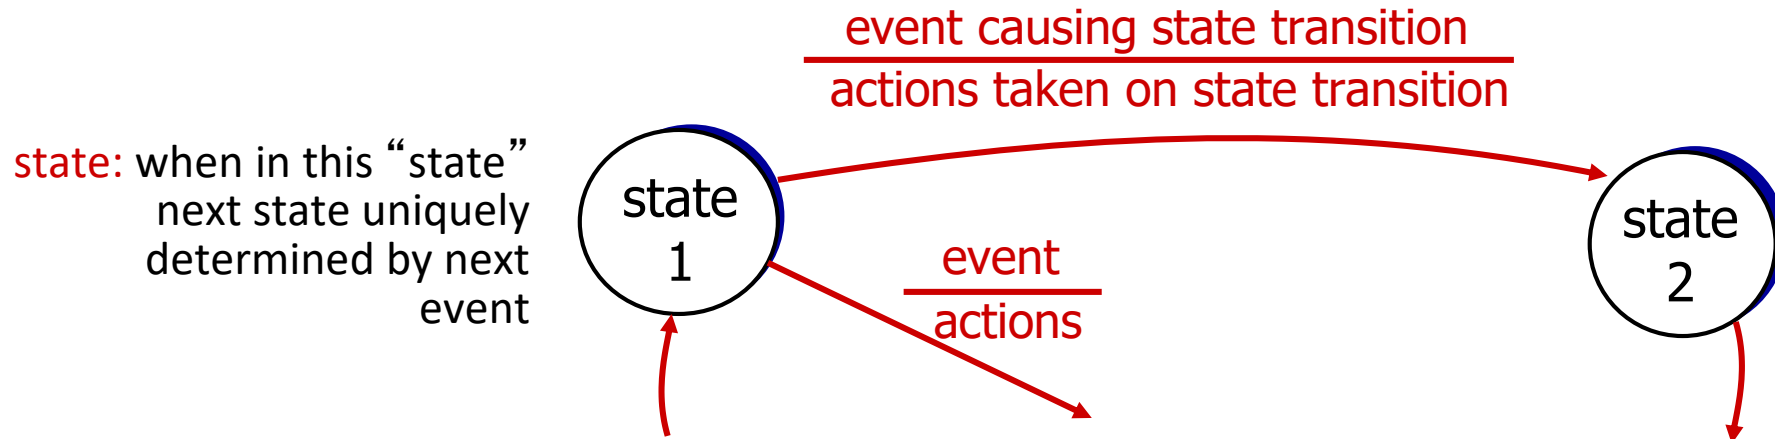 event causing state transition
actions taken on state transition
state: when in this “state”
next state uniquely
determined by next
event
state
1
event
actions
state
2